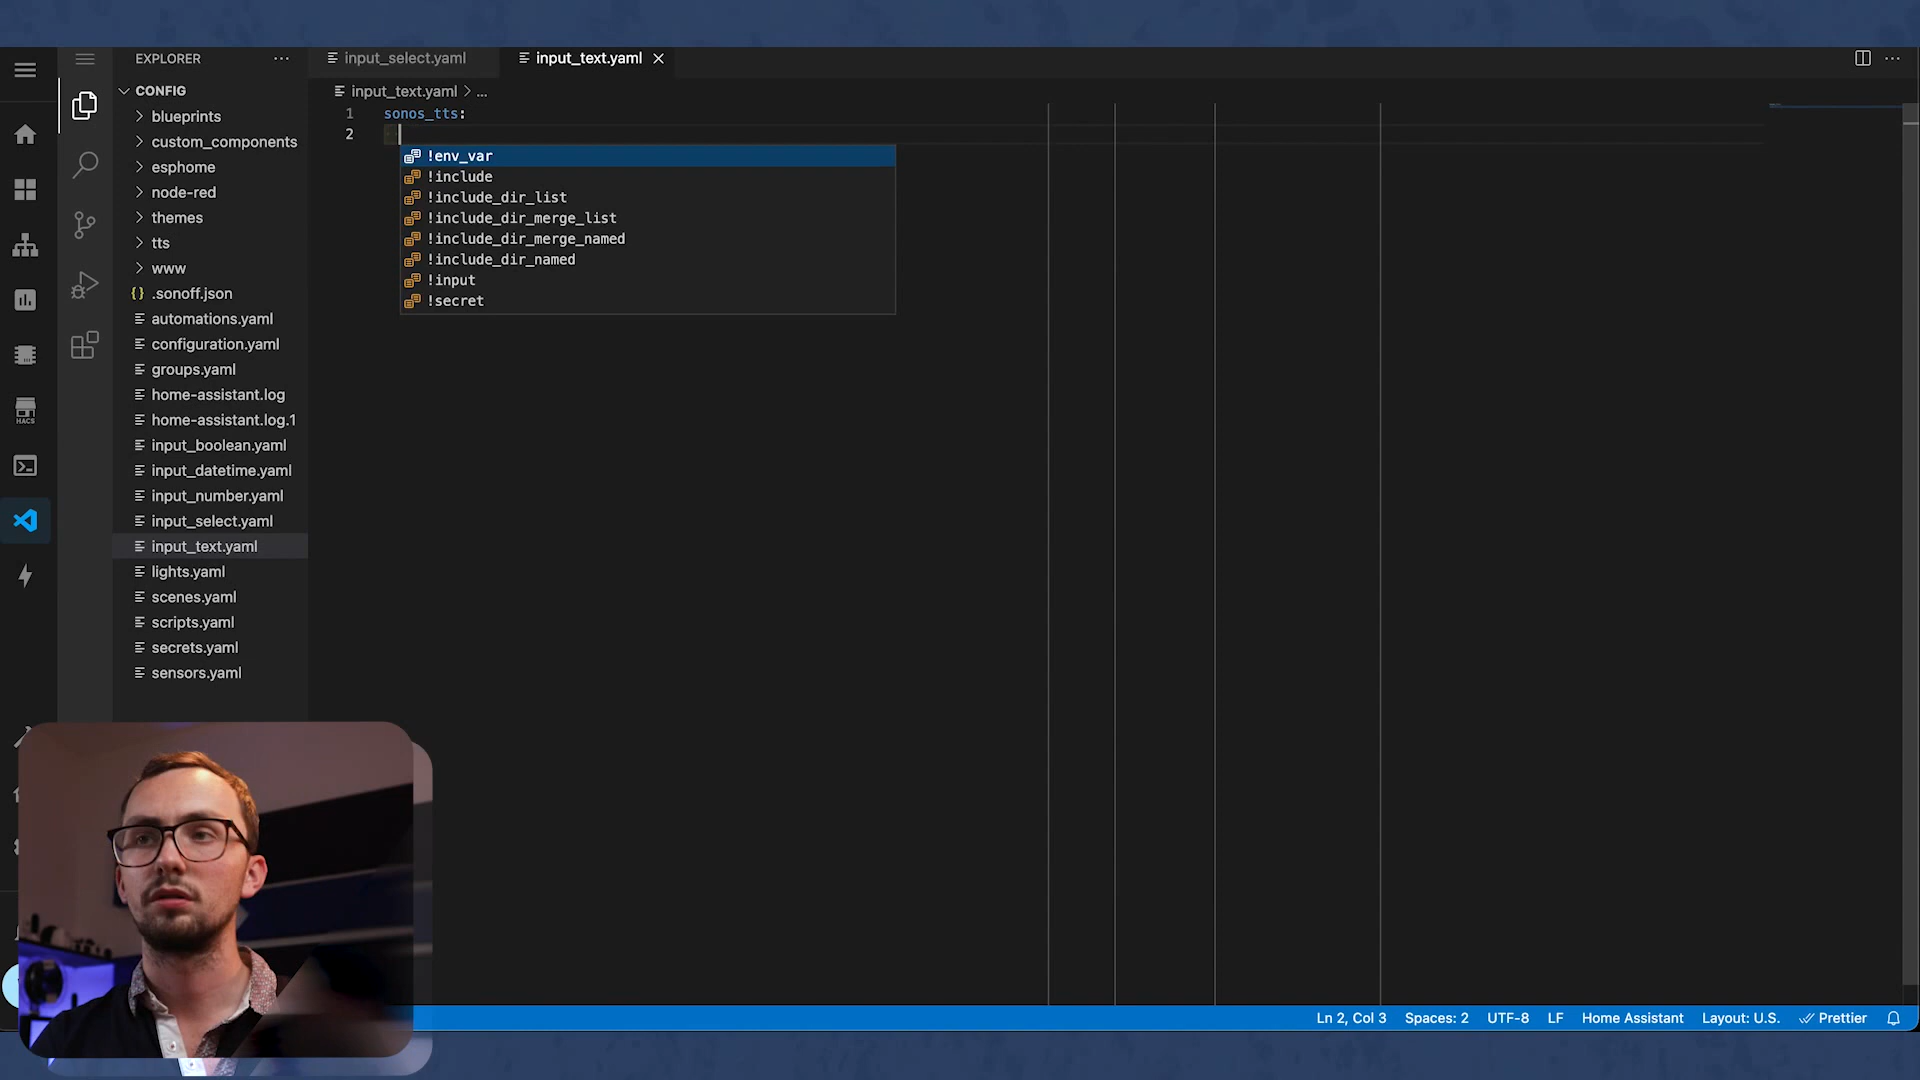 EXPLORER
input_select.yaml
input_text.yaml
CONFIG
input_text.yaml > ...
blueprints
custom_components
esphome
node-red
themes
tts
www
{} .sonoff.json
automations.yaml
configuration.yaml
groups.yaml
home-assistant.log
home-assistant.log.1
input_boolean.yaml
input_datetime.yaml
input_number.yaml
input_select.yaml
input_text.yaml
lights.yaml
scenes.yaml
scripts.yaml
secrets.yaml
sensors.yaml
1 sonos_tts:
2
!env_var
!include
!include_dir_list
!include_dir_merge_list
!include_dir_merge_named
!include_dir_named
!input
!secret
HACS
Ln 2, Col 3 Spaces: 2 UTF-8 LF Home Assistant Layout: U.S. Prettier